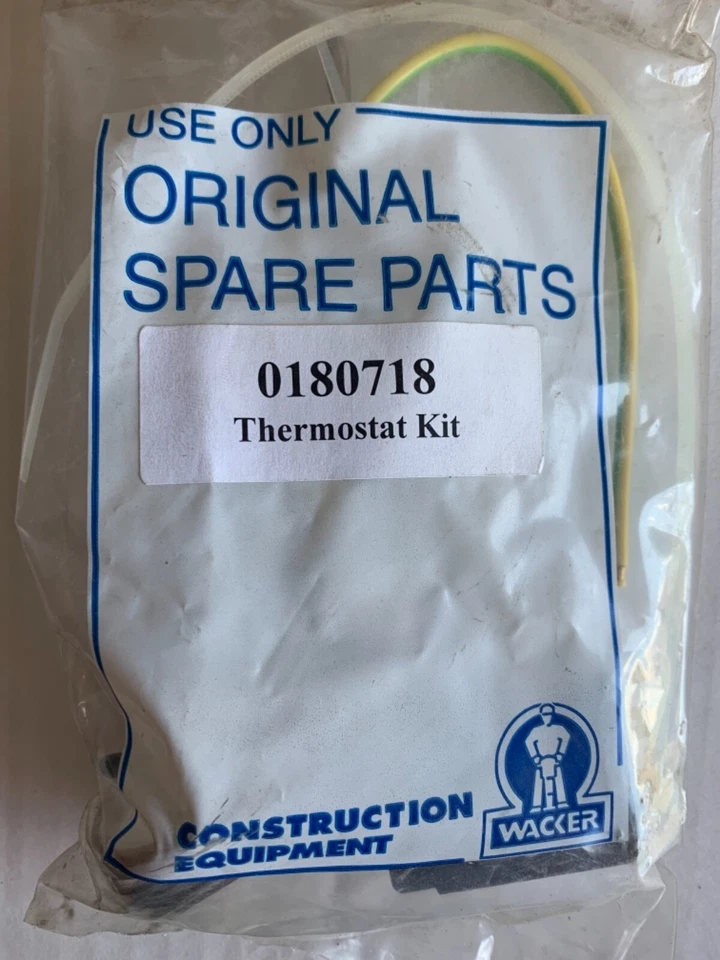 USE ONLY
ORIGINAL
SPARE PARTS
0180718
Thermostat Kit
CONSTRUCTION
EQUIPMENT
WACKER